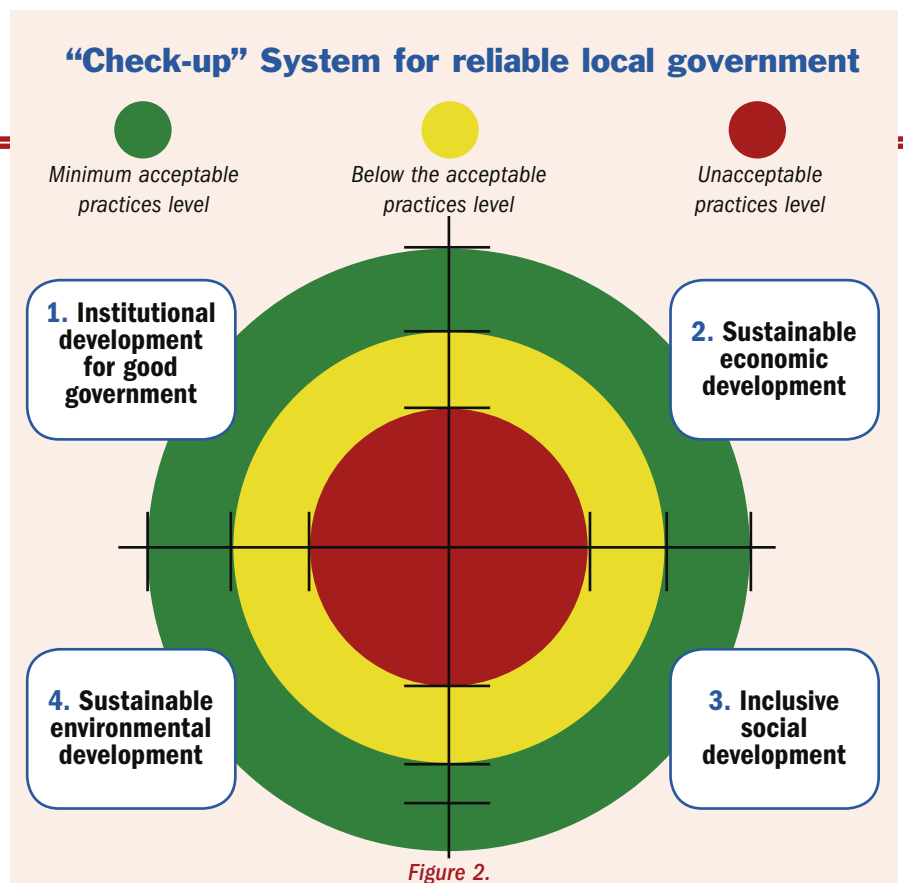 “Check-up” System for reliable local government
Minimum acceptable
practices level
Below the acceptable
practices level
Unacceptable
practices level
1. Institutional
development
for good
government
2. Sustainable
economic
development
4. Sustainable
environmental
development
3. Inclusive
social
development
Figure 2.